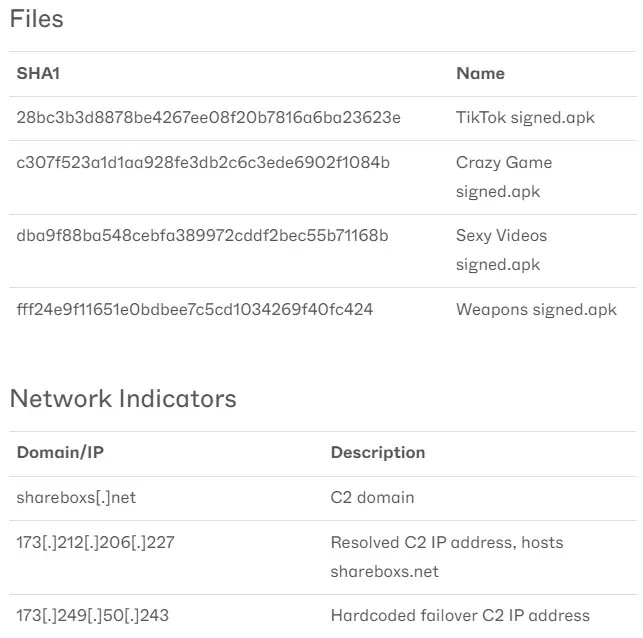 Files
SHA1 Name
28bc3b3d8878be4267ee08f20b7816a6ba23623e TikTok signed.apk
c307f523a1d1aa928fe3db2c6c3ede6902f1084b Crazy Game
signed.apk
dba9f88ba548cebfa389972cddf2bec55b71168b Sexy Videos
signed.apk
fff24e9f11651e0bdbee7c5cd1034269f40fc424 Weapons signed.apk
Network Indicators
Domain/IP Description
shareboxs[.]net C2 domain
173[.]212[.]206[.]227 Resolved C2 IP address, hosts
shareboxs.net
173[.]249[.]50[.]243 Hardcoded failover C2 IP address